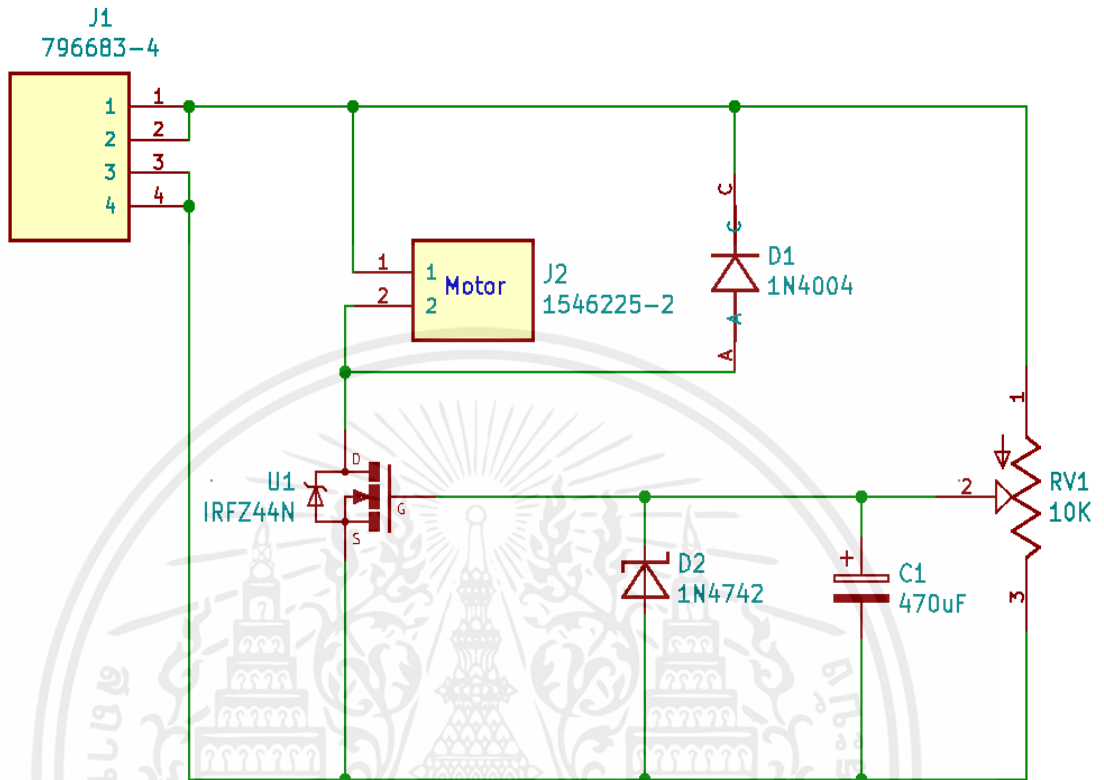 J1
796683-4
1 1
2 2
3 3
4 4
1 1
2 2
Motor
J2
1546225-2
C
C
D1
1N4004
A
A
U1
IRFZ44N
D
G
S
D2
1N4742
+
C1
470uF
1
2
3
RV1
10K